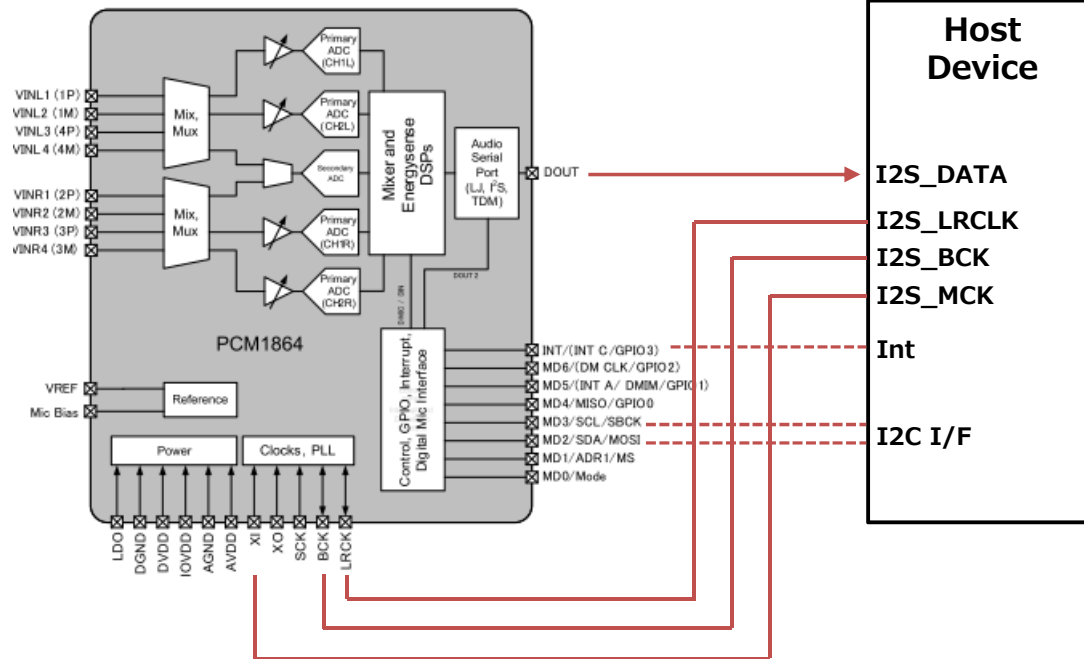 Host
Device
Primary
ADC
(CH1L)
VINL1 (1P)
VINL2 (1M)
VINL3 (4P)
VINL4 (4M)
Mix,
Mux
Primary
ADC
(CH2L)
Secondary
ADC
Mixer and
Energysense
DSPs
Audio
Serial
Port
(LJ, I²S,
TDM)
DOUT
I2S_DATA
VINR1 (2P)
VINR2 (2M)
VINR3 (3P)
VINR4 (3M)
Mix,
Mux
Primary
ADC
(CH1R)
Primary
ADC
(CH2R)
I2S_LRCLK
I2S_BCK
I2S_MCK
DOUT2
PCM1864
Control, GPIO, Interrupt,
Digital Mic Interface
INT/(INT C/GPIO3)
MD6/(DM CLK/GPIO2)
MD5/(INT A/ DMIM/GPIO1)
MD4/MISO/GPIO0
MD3/SCL/SBCK
MD2/SDA/MOSI
MD1/ADR1/MS
MD0/Mode
Int
I2C I/F
VREF
Mic Bias
Reference
Power
Clocks, PLL
LDO
DGND
DVDD
IOVDD
AGND
AVDD
XI
XO
SCK
BCK
LRCK